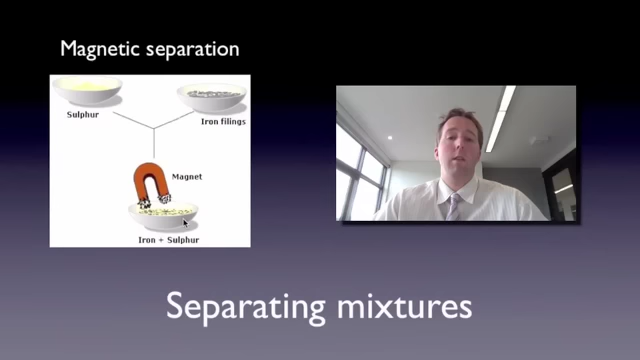 Magnetic separation
Sulphur
Iron filings
Magnet
Iron + Sulphur
Separating mixtures